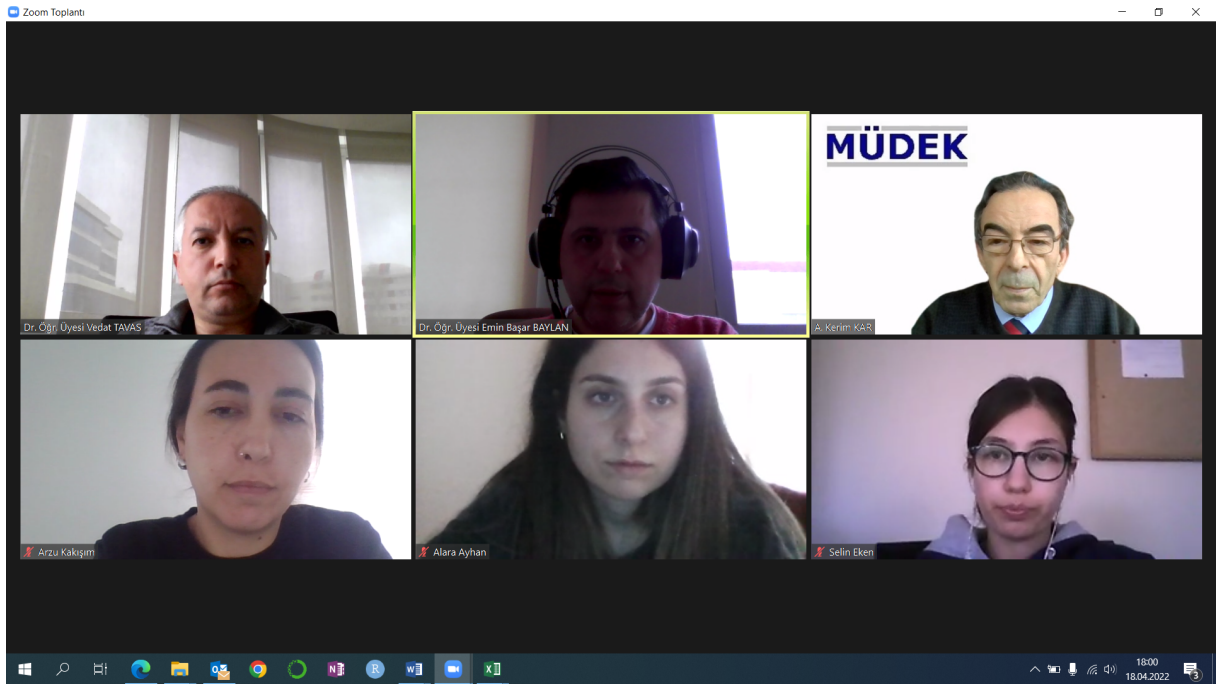 Zoom Toplantı
MÜDEK
Dr. Öğr. Üyesi Vedat TAVAS
Dr. Öğr. Üyesi Emin Başar BAYLAN
A. Kerim KAR
Arzu Kakışım
Alara Ayhan
Selin Eken
18:00
18.04.2022
3